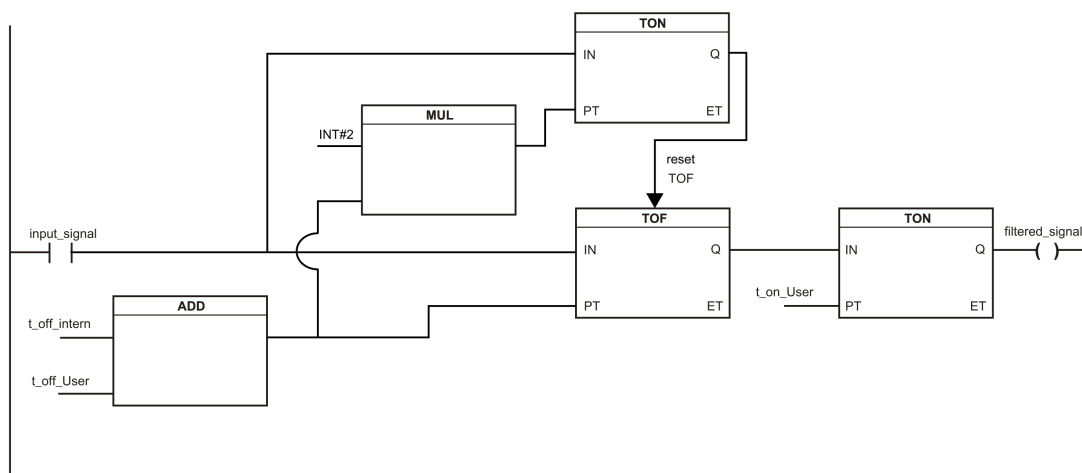 TON
IN Q
PT ET
MUL
INT#2
reset
TOF
input_signal
TOF
IN Q
PT ET
TON
IN Q
PT ET
t_on_User
filtered_signal
ADD
t_off_intern
t_off_User